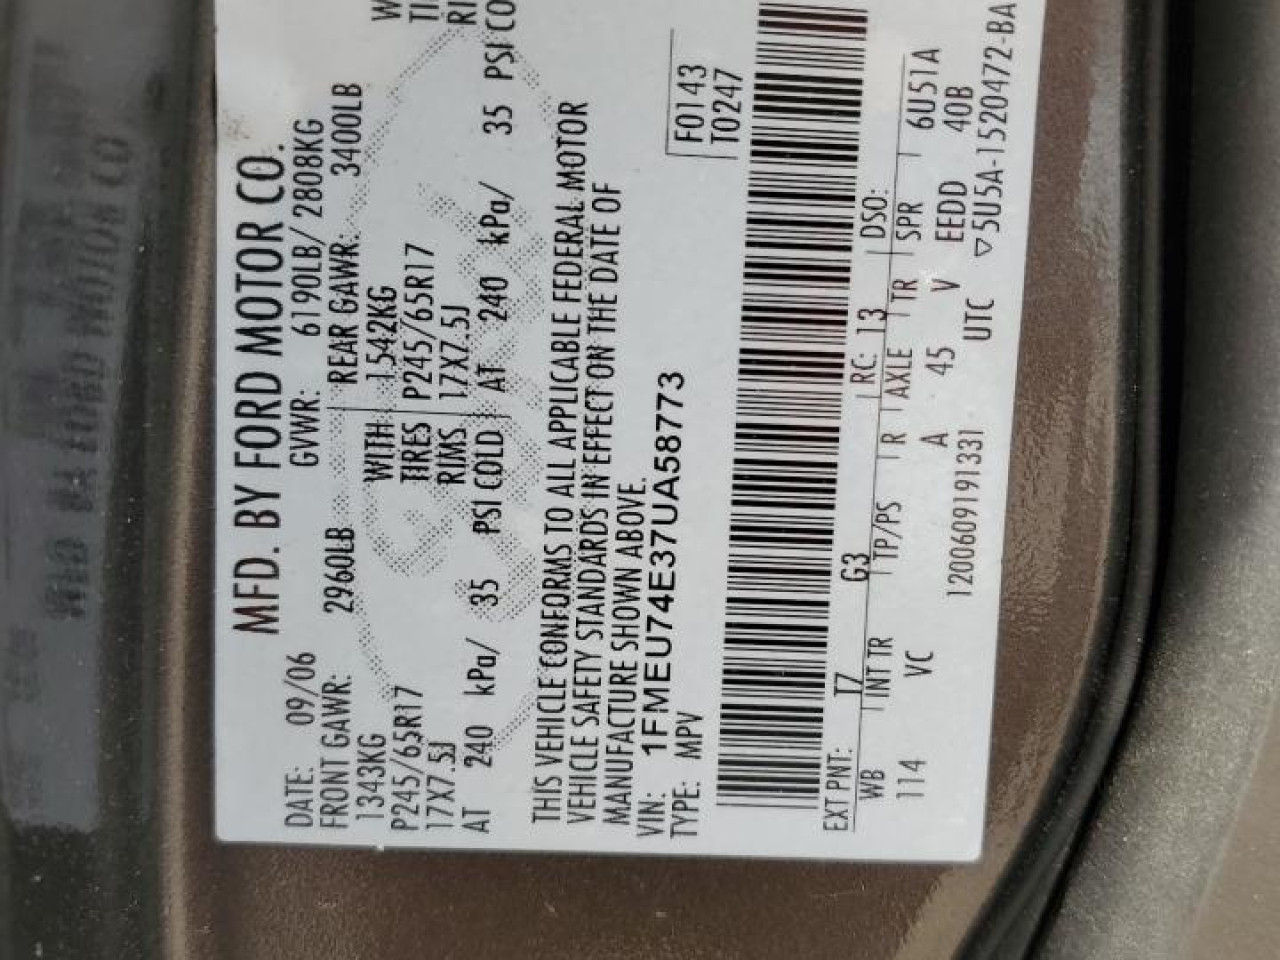 MFD. BY FORD MOTOR CO.
DATE: 09/06 GVWR: 6190LB/ 2808KG
FRONT GAWR: 2960LB REAR GAWR: 3400LB
1343KG WITH 1542KG
P245/65R17 TIRES P245/65R17
17X7.5J RIMS 17X7.5J
AT 240 kPa/ 35 PSI COLD AT 240 kPa/ 35 PSI CO
THIS VEHICLE CONFORMS TO ALL APPLICABLE FEDERAL MOTOR
VEHICLE SAFETY STANDARDS IN EFFECT ON THE DATE OF
MANUFACTURE SHOWN ABOVE.
VIN: 1FMEU74E37UA58773 F0143
TYPE: MPV T0247
EXT PNT: T7 G3 RC: 13 DSO:
WB INT TR TP/PS R AXLE TR SPR 6U51A
114 VC A 45 V EEDD 40B
1200609191331 UTC ▽5U5A-1520472-BA